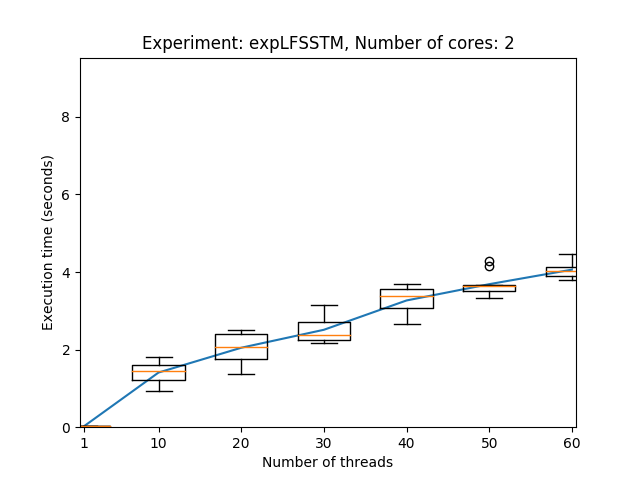 Experiment: expLFSSTM, Number of cores: 2
Execution time (seconds)
8
6
4
2
0
1 10 20 30 40 50 60
Number of threads